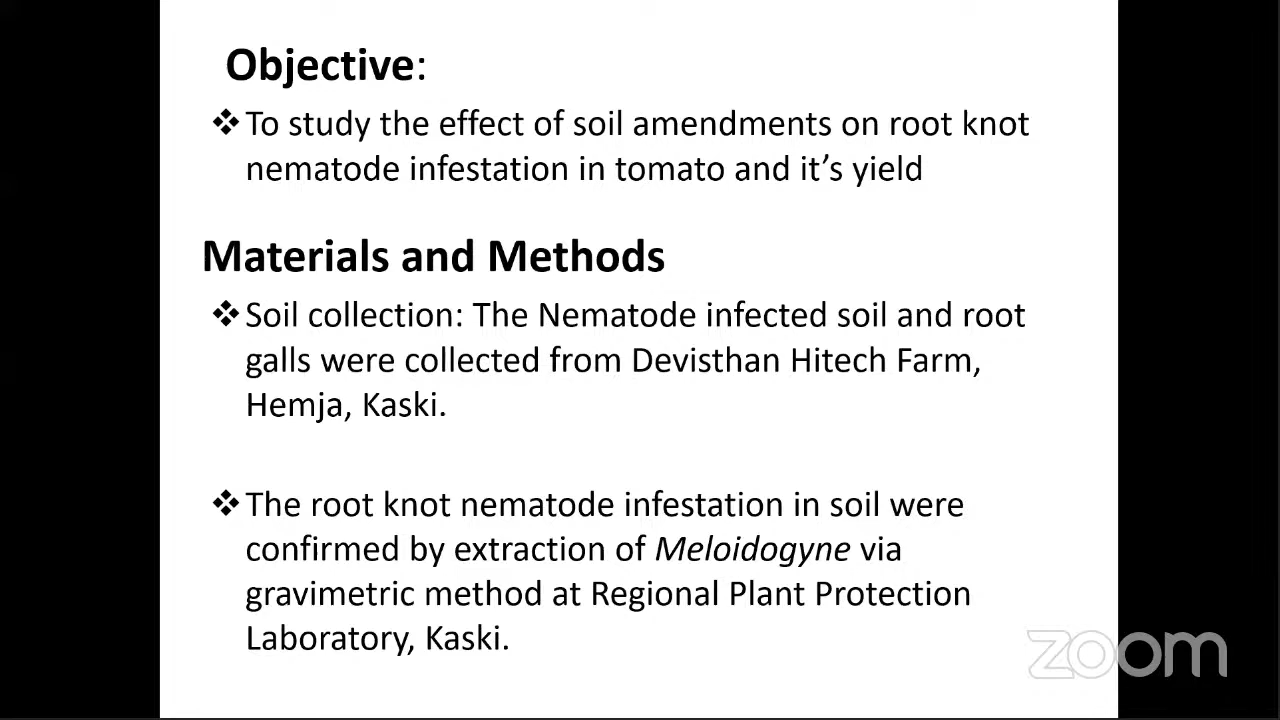 Objective:
❖To study the effect of soil amendments on root knot
nematode infestation in tomato and it’s yield
Materials and Methods
❖Soil collection: The Nematode infected soil and root
galls were collected from Devisthan Hitech Farm,
Hemja, Kaski.
❖The root knot nematode infestation in soil were
confirmed by extraction of Meloidogyne via
gravimetric method at Regional Plant Protection
Laboratory, Kaski.
zoom